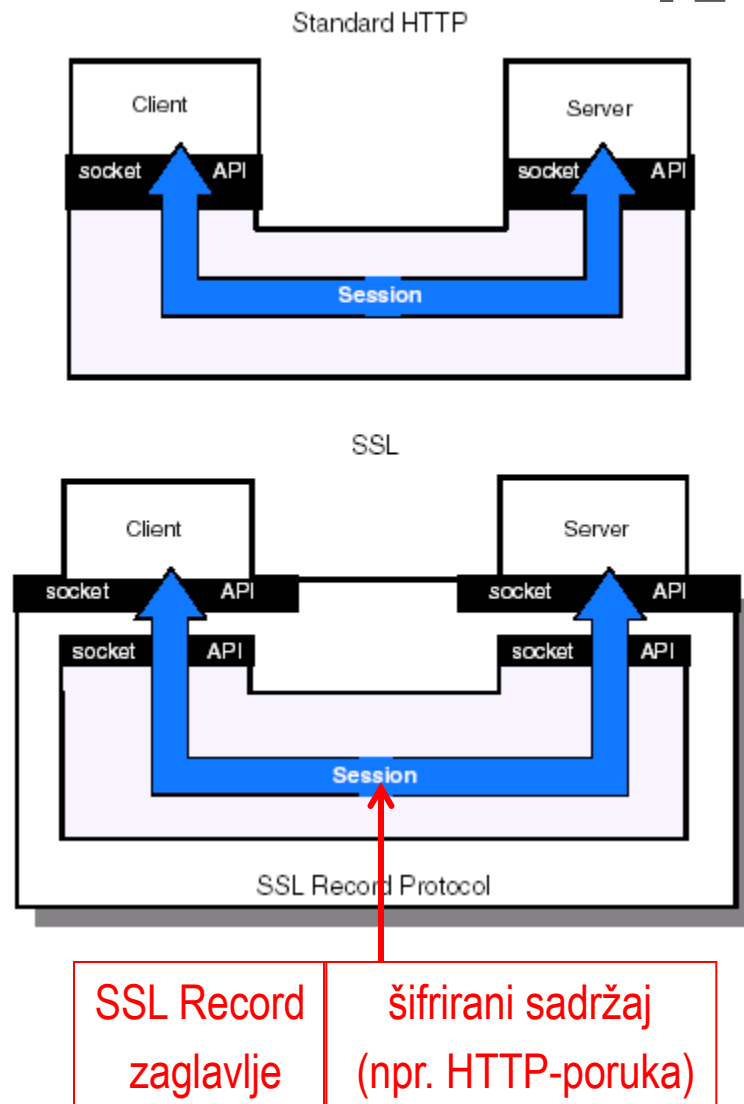 Standard HTTP
Client
Server
socket API
socket API
Session
SSL
Client
Server
socket API
socket API
socket API
socket API
Session
SSL Record Protocol
SSL Record
zaglavlje
šifrirani sadržaj
(npr. HTTP-poruka)